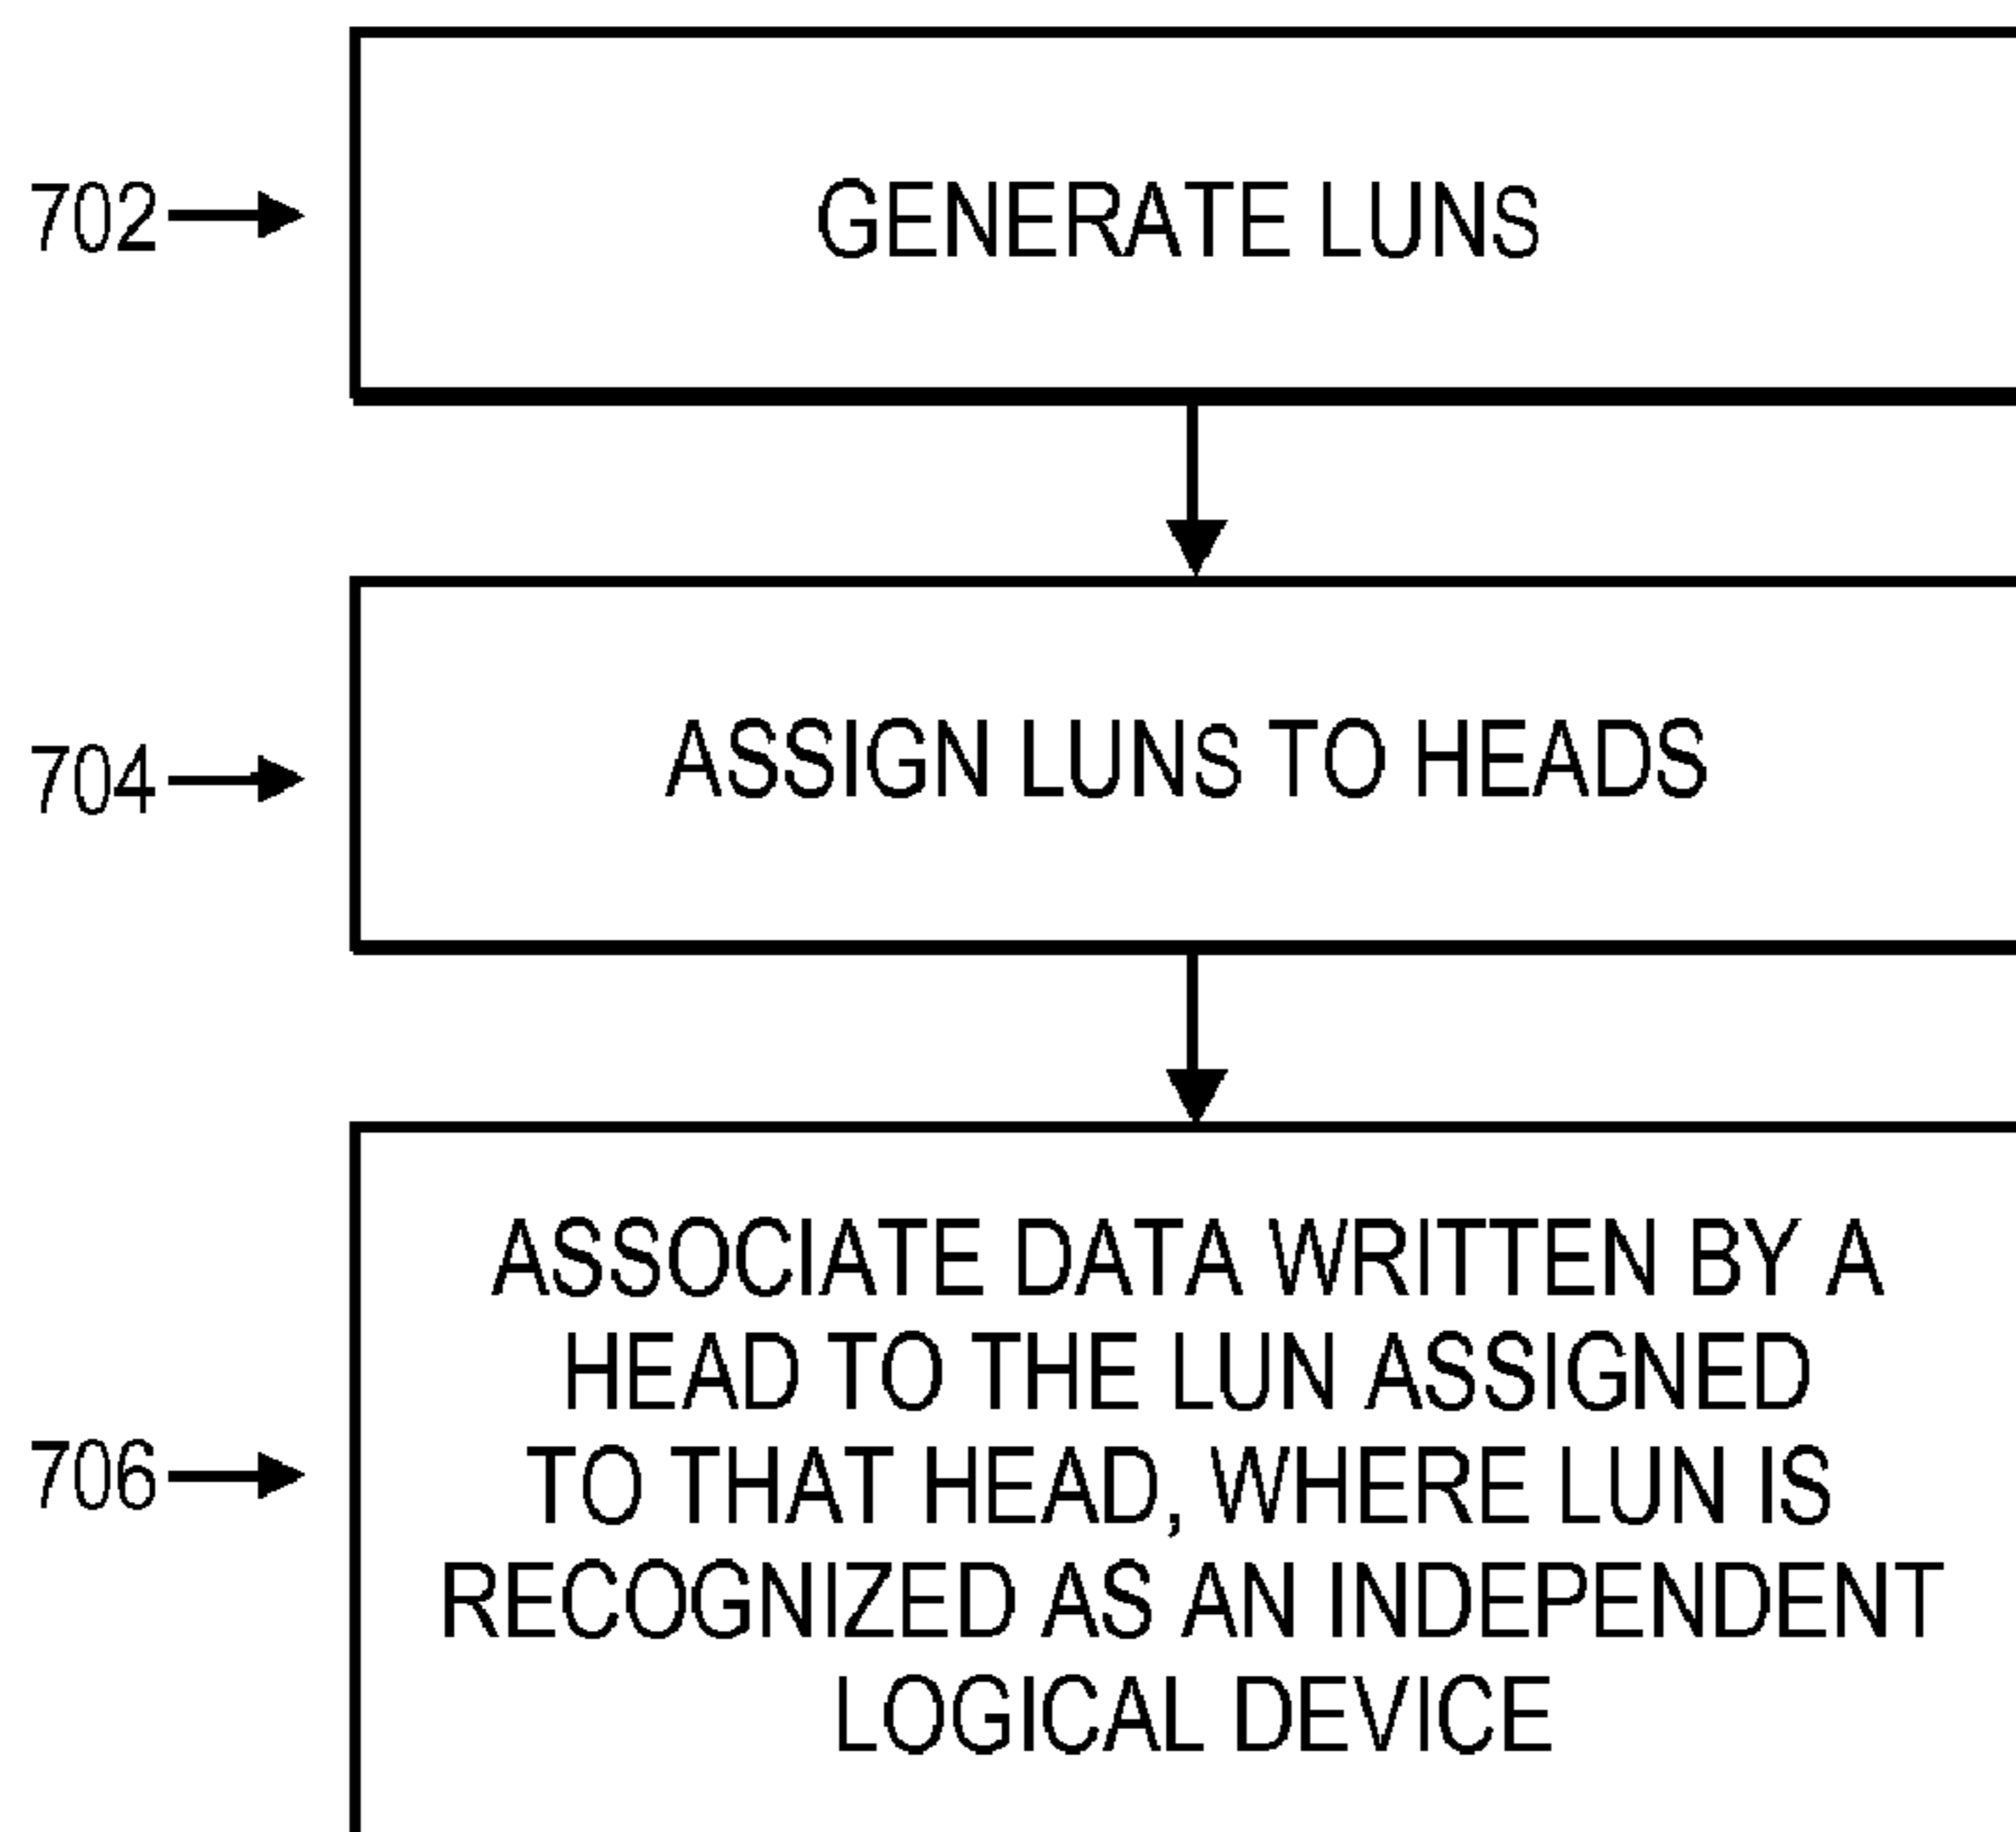 702
GENERATE LUNS
704
ASSIGN LUNS TO HEADS
706
ASSOCIATE DATA WRITTEN BY A
HEAD TO THE LUN ASSIGNED
TO THAT HEAD, WHERE LUN IS
RECOGNIZED AS AN INDEPENDENT
LOGICAL DEVICE